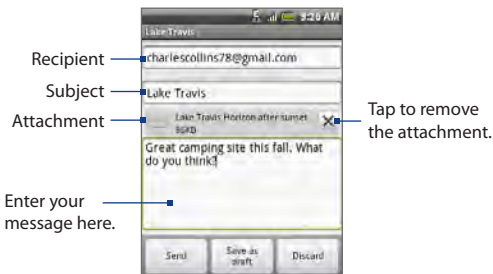 9:20 AM
Lake Travis
Recipient
charlescollins78@gmail.com
Subject
Lake Travis
Attachment
Lake Travis Horizon after sunset
86KB
Tap to remove
the attachment.
Great camping site this fall. What
do you think?
Enter your
message here.
Send
Save as
draft
Discard